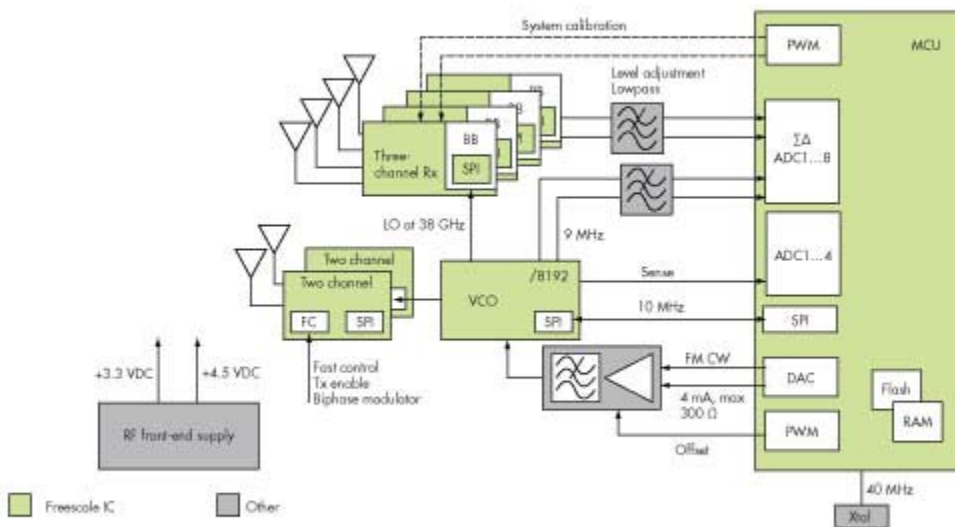 System calibration
PWM
MCU
Level adjustment
Lowpass
BB
BB
BB
BB
Three-
channel Rx
SPI
ΣΔ
ADC1...8
LO at 38 GHz
9 MHz
Two channel
Two channel
/8192
VCO
Sense
ADC1...4
FC
SPI
SPI
10 MHz
SPI
+3.3 VDC
+4.5 VDC
Fast control
Tx enable
Biphase modulator
FM CW
4 mA, max
300 Ω
DAC
Flash
RAM
RF front-end supply
Offset
PWM
Freescale IC
Other
40 MHz
Xtal